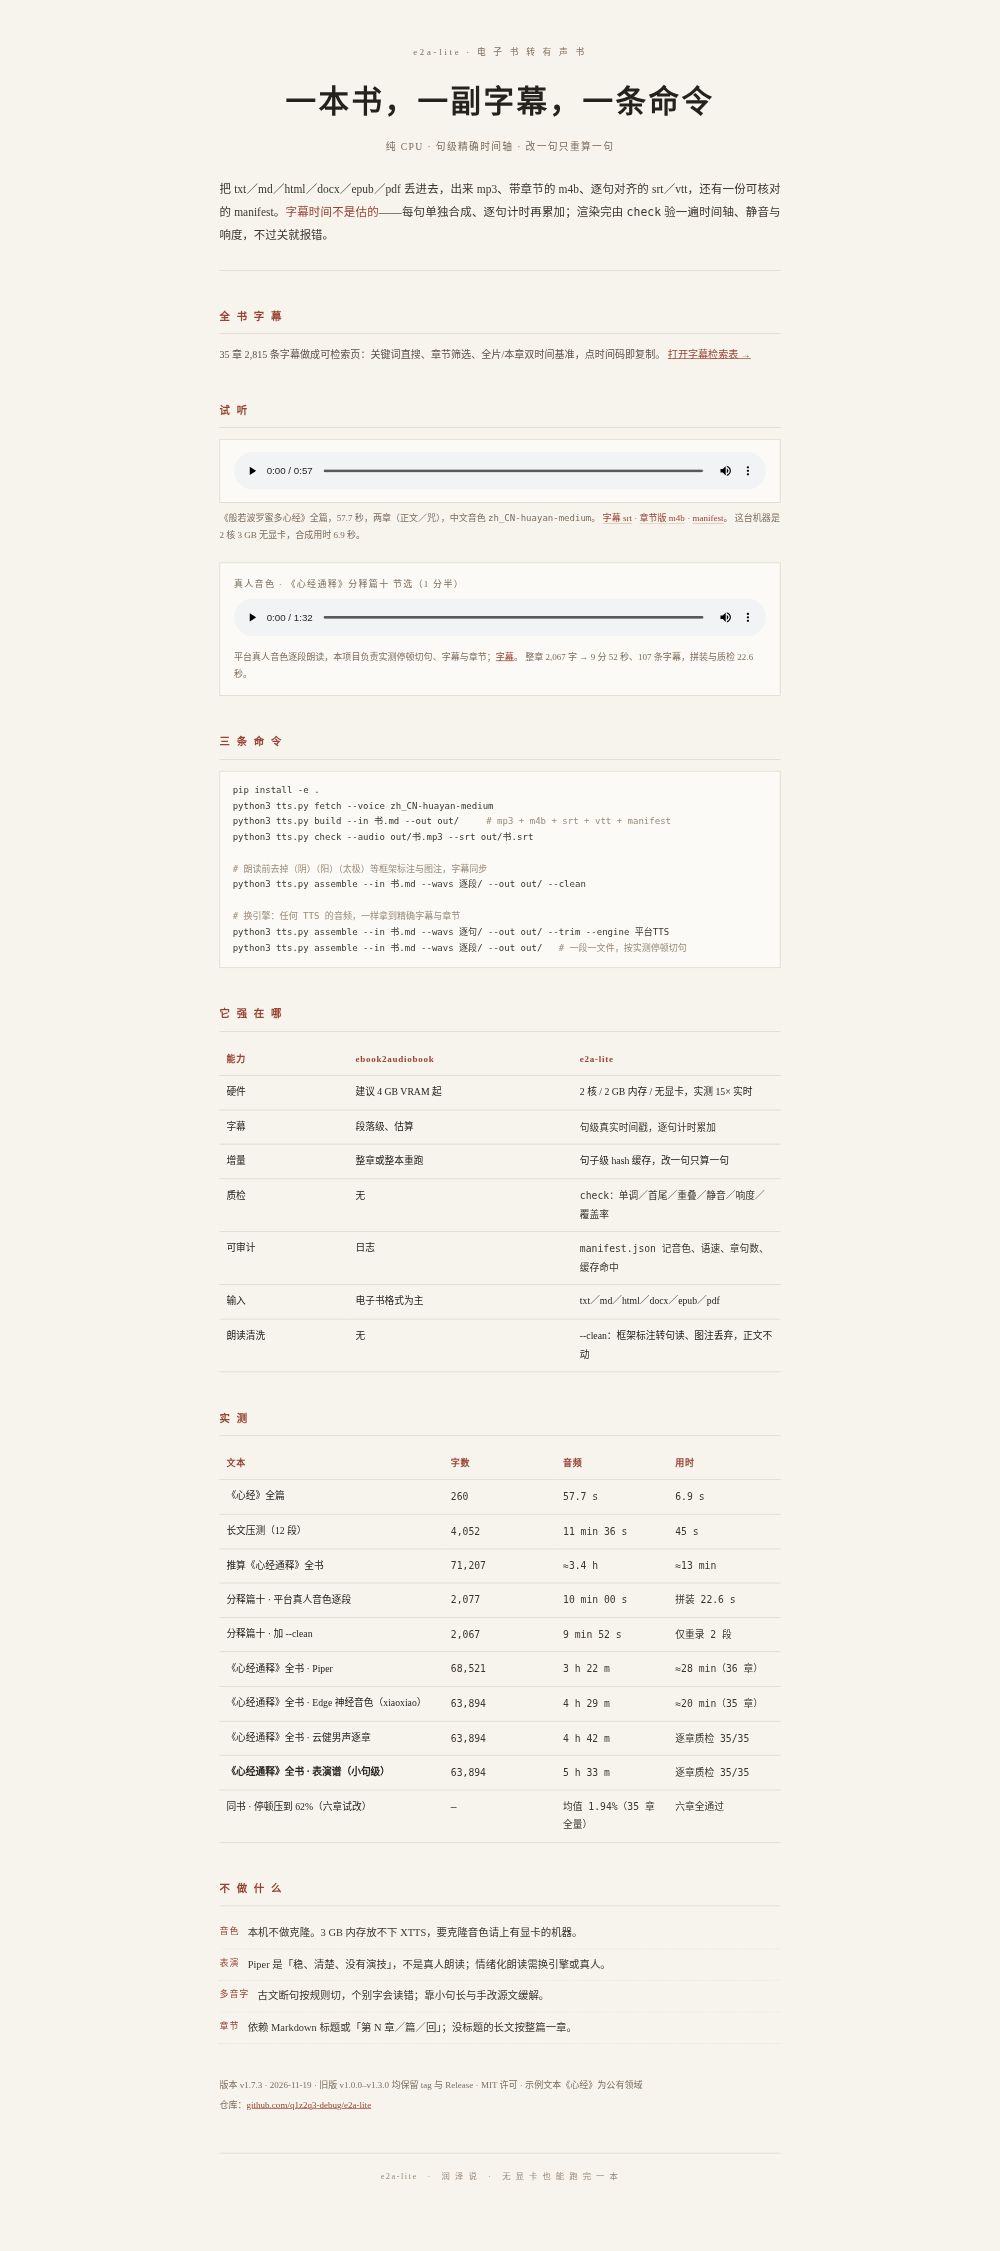 e2a-lite · 电子书转有声书
一本书，一副字幕，一条命令
纯 CPU · 句级精确时间轴 · 改一句只重算一句
把 txt／md／html／docx／epub／pdf 丢进去，出来 mp3、带章节的 m4b、逐句对齐的 srt／vtt，还有一份可核对
的 manifest。字幕时间不是估的——每句单独合成、逐句计时再累加；渲染完由 check 验一遍时间轴、静音与
响度，不过关就报错。
全书字幕
35 章 2,815 条字幕做成可检索页：关键词直搜、章节筛选、全片/本章双时间基准，点时间码即复制。 打开字幕检索表 →
试听
0:00 / 0:57
《般若波罗蜜多心经》全篇，57.7 秒，两章（正文／咒），中文音色 zh_CN-huayan-medium。 字幕 srt · 章节版 m4b · manifest。 这台机器是
2 核 3 GB 无显卡，合成用时 6.9 秒。
真人音色 · 《心经通释》分释篇十 节选（1 分半）
0:00 / 1:32
平台真人音色逐段朗读，本项目负责实测停顿切句、字幕与章节；字幕。 整章 2,067 字 → 9 分 52 秒、107 条字幕，拼装与质检 22.6
秒。
三条命令
pip install -e .
python3 tts.py fetch --voice zh_CN-huayan-medium
python3 tts.py build --in 书.md --out out/     # mp3 + m4b + srt + vtt + manifest
python3 tts.py check --audio out/书.mp3 --srt out/书.srt
# 朗读前去掉（阴）（阳）（太极）等框架标注与图注，字幕同步
python3 tts.py assemble --in 书.md --wavs 逐段/ --out out/ --clean
# 换引擎：任何 TTS 的音频，一样拿到精确字幕与章节
python3 tts.py assemble --in 书.md --wavs 逐句/ --out out/ --trim --engine 平台TTS
python3 tts.py assemble --in 书.md --wavs 逐段/ --out out/   # 一段一文件，按实测停顿切句
它强在哪
能力 ebook2audiobook e2a-lite
硬件 建议 4 GB VRAM 起 2 核 / 2 GB 内存 / 无显卡，实测 15× 实时
字幕 段落级、估算 句级真实时间戳，逐句计时累加
增量 整章或整本重跑 句子级 hash 缓存，改一句只算一句
质检 无 check：单调／首尾／重叠／静音／响度／
覆盖率
可审计 日志 manifest.json 记音色、语速、章句数、
缓存命中
输入 电子书格式为主 txt／md／html／docx／epub／pdf
朗读清洗 无 --clean：框架标注转句读、图注丢弃，正文不
动
实测
文本 字数 音频 用时
《心经》全篇 260 57.7 s 6.9 s
长文压测（12 段） 4,052 11 min 36 s 45 s
推算《心经通释》全书 71,207 ≈3.4 h ≈13 min
分释篇十 · 平台真人音色逐段 2,077 10 min 00 s 拼装 22.6 s
分释篇十 · 加 --clean 2,067 9 min 52 s 仅重录 2 段
《心经通释》全书 · Piper 68,521 3 h 22 m ≈28 min（36 章）
《心经通释》全书 · Edge 神经音色（xiaoxiao） 63,894 4 h 29 m ≈20 min（35 章）
《心经通释》全书 · 云健男声逐章 63,894 4 h 42 m 逐章质检 35/35
《心经通释》全书 · 表演谱（小句级） 63,894 5 h 33 m 逐章质检 35/35
同书 · 停顿压到 62%（六章试改） — 均值 1.94%（35 章 六章全通过
全量）
不做什么
音色 本机不做克隆。3 GB 内存放不下 XTTS，要克隆音色请上有显卡的机器。
表演 Piper 是「稳、清楚、没有演技」，不是真人朗读；情绪化朗读需换引擎或真人。
多音字 古文断句按规则切，个别字会读错；靠小句长与手改源文缓解。
章节 依赖 Markdown 标题或「第 N 章／篇／回」；没标题的长文按整篇一章。
版本 v1.7.3 · 2026-11-19 · 旧版 v1.0.0–v1.3.0 均保留 tag 与 Release · MIT 许可 · 示例文本《心经》为公有领域
仓库：github.com/q1z2q3-debug/e2a-lite
e2a-lite · 润泽说 · 无显卡也能跑完一本